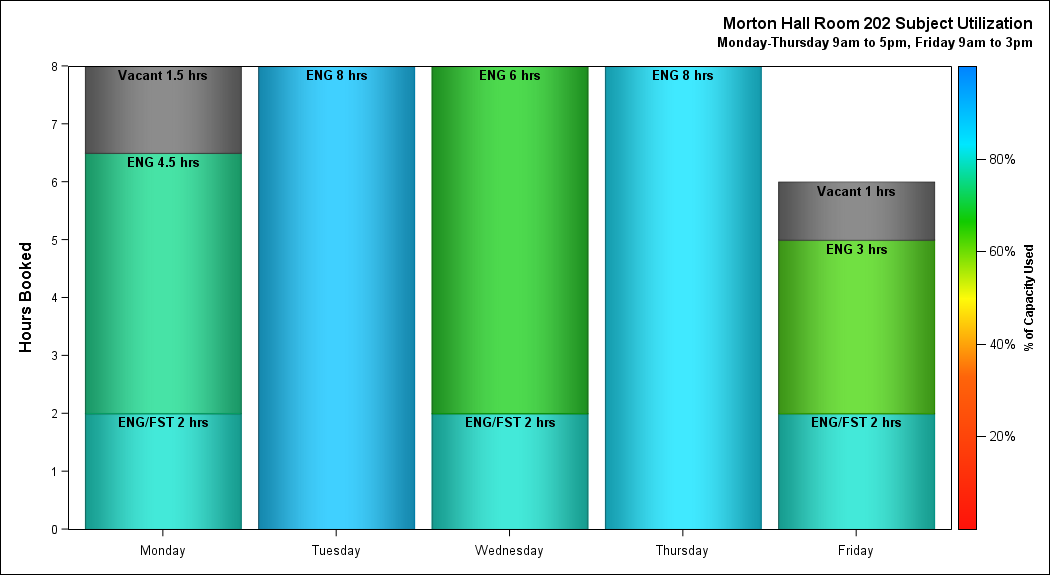 Morton Hall Room 202 Subject Utilization
Monday-Thursday 9am to 5pm, Friday 9am to 3pm
Hours Booked
8
7
6
5
4
3
2
1
0
Vacant 1.5 hrs
ENG 4.5 hrs
ENG/FST 2 hrs
ENG 8 hrs
ENG 6 hrs
ENG/FST 2 hrs
ENG 8 hrs
Vacant 1 hrs
ENG 3 hrs
ENG/FST 2 hrs
Monday
Tuesday
Wednesday
Thursday
Friday
80%
60%
40%
20%
% of Capacity Used